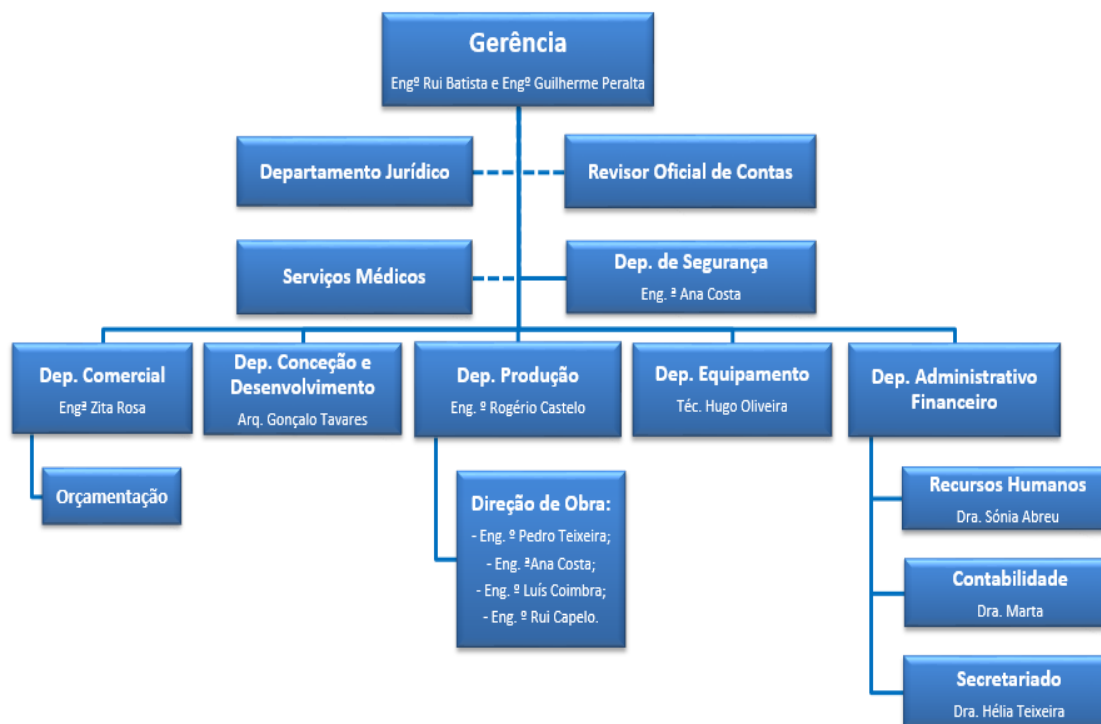 Gerência
Engº Rui Batista e Engº Guilherme Peralta
Departamento Jurídico
Revisor Oficial de Contas
Serviços Médicos
Dep. de Segurança
Eng. ª Ana Costa
Dep. Comercial
Engª Zita Rosa
Dep. Conceção e
Desenvolvimento
Arq. Gonçalo Tavares
Dep. Produção
Eng. º Rogério Castelo
Dep. Equipamento
Téc. Hugo Oliveira
Dep. Administrativo
Financeiro
Orçamentação
Direção de Obra:
- Eng. º Pedro Teixeira;
- Eng. ªAna Costa;
- Eng. º Luís Coimbra;
- Eng. º Rui Capelo.
Recursos Humanos
Dra. Sónia Abreu
Contabilidade
Dra. Marta
Secretariado
Dra. Hélia Teixeira